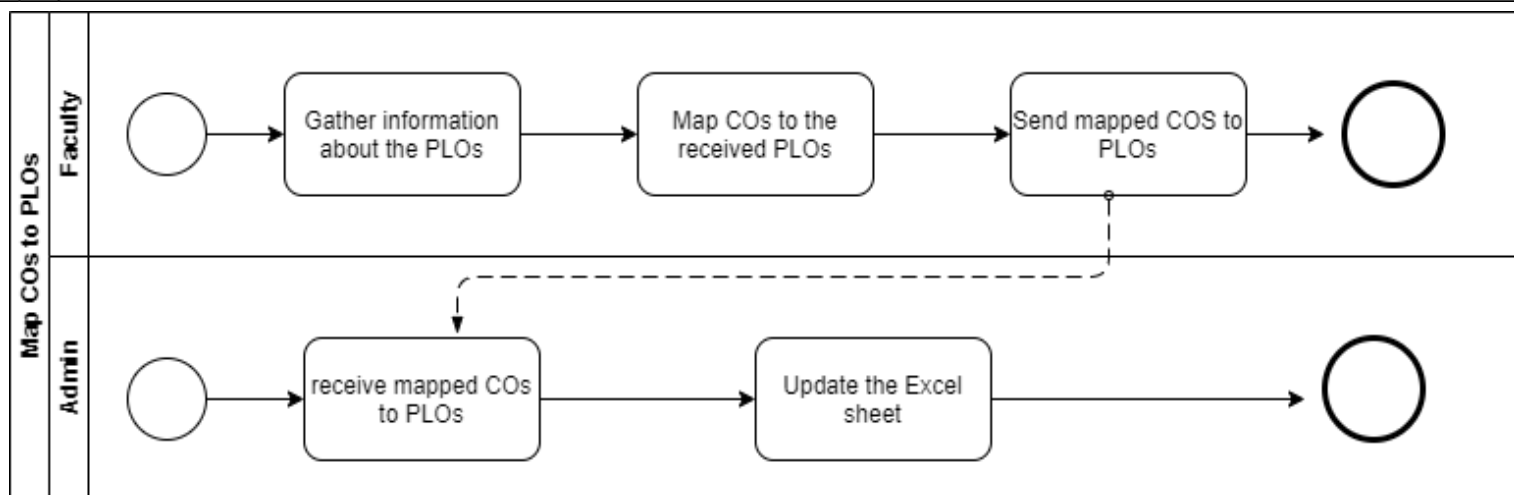 Map COs to PLOs
Faculty
Gather information
about the PLOs
Map COs to the
received PLOs
Send mapped COS to
PLOs
Admin
receive mapped COs
to PLOs
Update the Excel
sheet